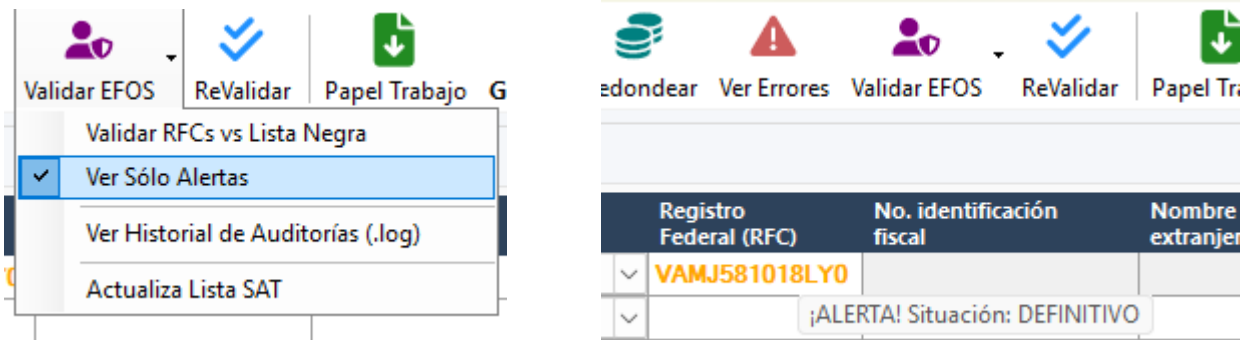 Validar EFOS
ReValidar
Papel Trabajo
G
Validar RFCs vs Lista Negra
Ver Sólo Alertas
Ver Historial de Auditorías (.log)
Actualiza Lista SAT
edondear
Ver Errores
Validar EFOS
ReValidar
Papel Tra
Registro
Federal (RFC)
No. identificación
fiscal
Nombre
extranjer
VAMJ581018LY0
¡ALERTA! Situación: DEFINITIVO